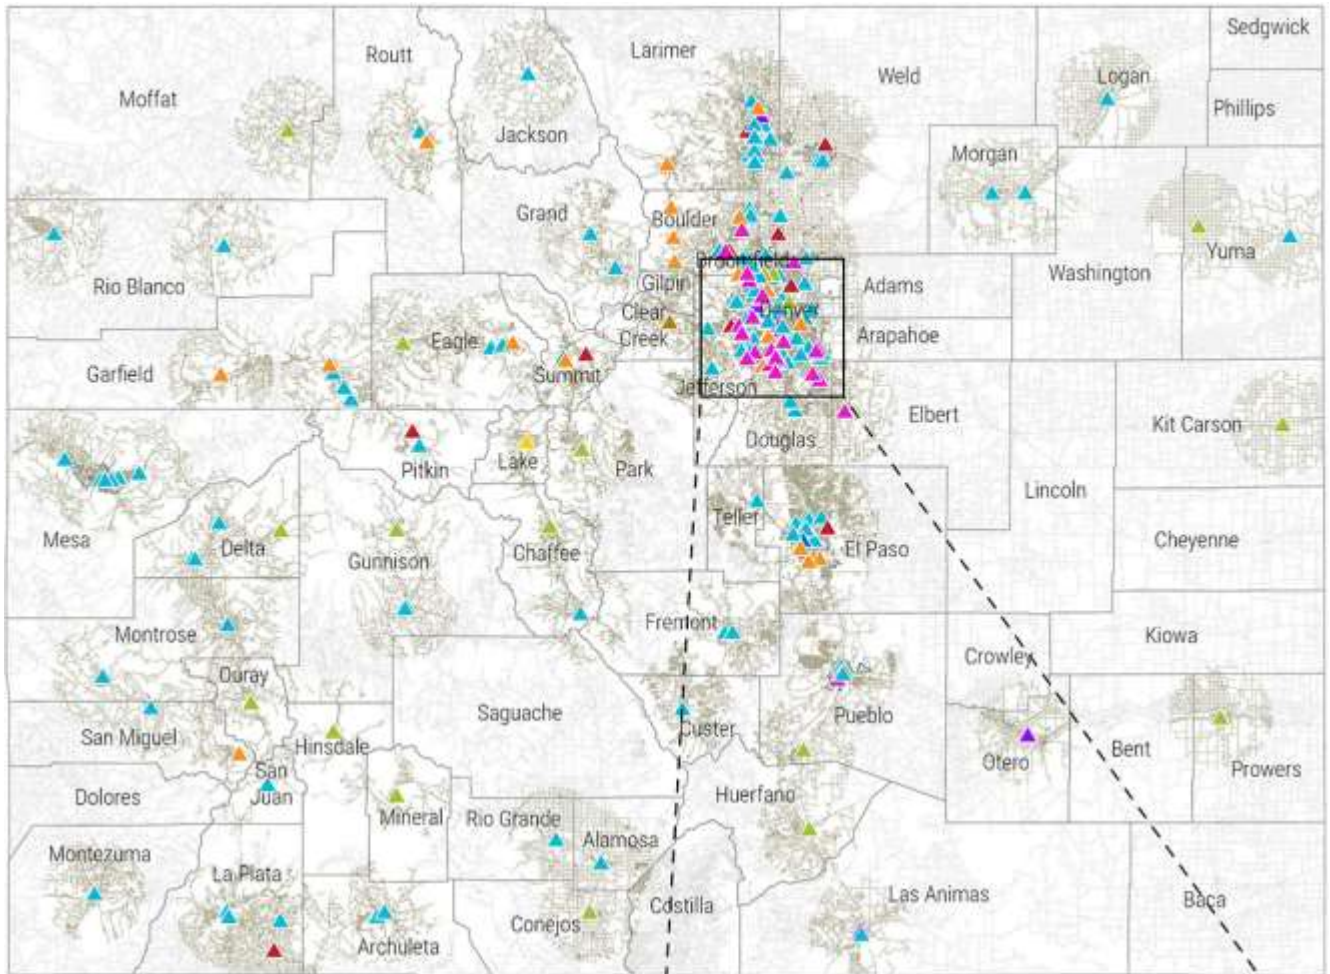 Sedgwick
Routt
Larimer
Weld
Logan
Moffat
Phillips
Jackson
Morgan
Grand
Boulder
Yuma
Broomfield
Washington
Rio Blanco
Gilpin
Adams
Clear
Creek
Denver
Arapahoe
Eagle
Garfield
Summit
Jefferson
Elbert
Kit Carson
Douglas
Pitkin
Lake
Park
Lincoln
Teller
Mesa
Delta
Gunnison
Chaffee
El Paso
Cheyenne
Montrose
Fremont
Kiowa
Crowley
Ouray
Saguache
Pueblo
San Miguel
Hinsdale
Custer
Otero
Bent
Prowers
San
Juan
Dolores
Mineral
Rio Grande
Huerfano
Alamosa
Montezuma
La Plata
Las Animas
Baca
Costilla
Conejos
Archuleta